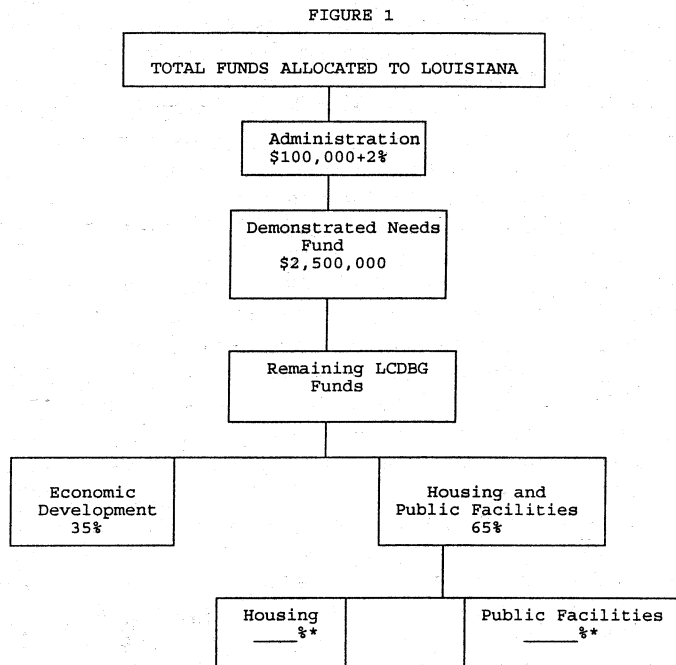 FIGURE 1
TOTAL FUNDS ALLOCATED TO LOUISIANA
Administration
$100,000+2%
Demonstrated Needs
Fund
$2,500,000
Remaining LCDBG
Funds
Economic
Development
35%
Housing and
Public Facilities
65%
Housing
____%*
Public Facilities
_____%*